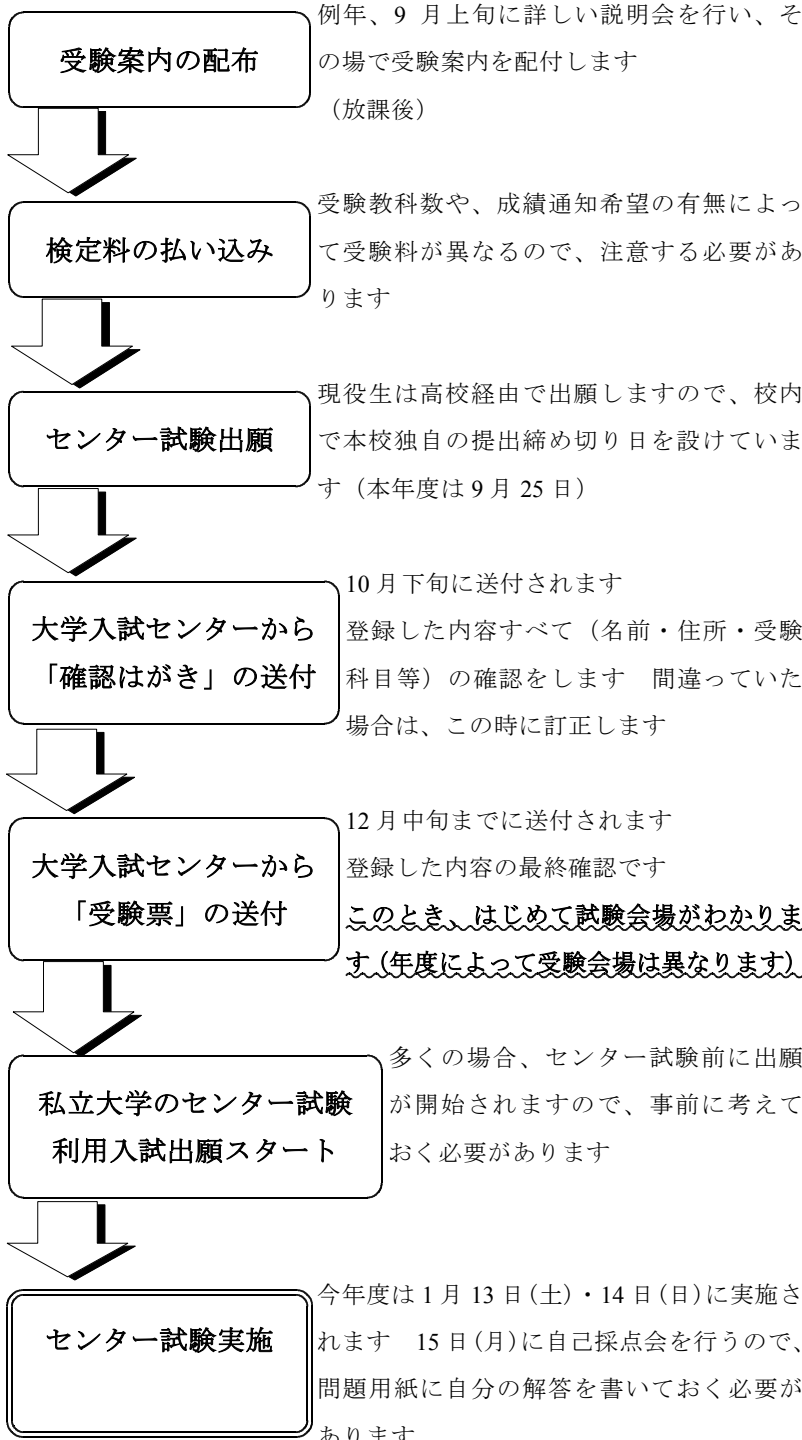 受験案内の配布
例年、9 月上旬に詳しい説明会を行い、そ
の場で受験案内を配付します
（放課後）
検定料の払い込み
受験教科数や、成績通知希望の有無によっ
て受験料が異なるので、注意する必要があ
ります
センター試験出願
現役生は高校経由で出願しますので、校内
で本校独自の提出締め切り日を設けていま
す（本年度は 9 月 25 日）
大学入試センターから
「確認はがき」の送付
10 月下旬に送付されます
登録した内容すべて（名前・住所・受験
科目等）の確認をします　間違っていた
場合は、この時に訂正します
大学入試センターから
「受験票」の送付
12 月中旬までに送付されます
登録した内容の最終確認です
このとき、はじめて試験会場がわかりま
す（年度によって受験会場は異なります）
私立大学のセンター試験
利用入試出願スタート
多くの場合、センター試験前に出願
が開始されますので、事前に考えて
おく必要があります
センター試験実施
今年度は 1 月 13 日（土）・14 日（日）に実施さ
れます　15 日（月）に自己採点会を行うので、
問題用紙に自分の解答を書いておく必要が
あります